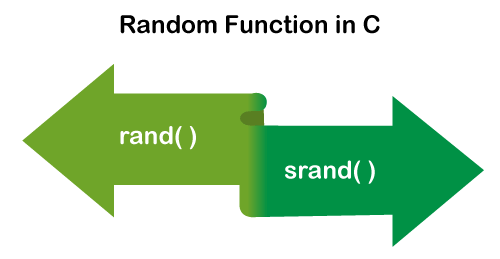 Random Function in C
rand( )
srand( )